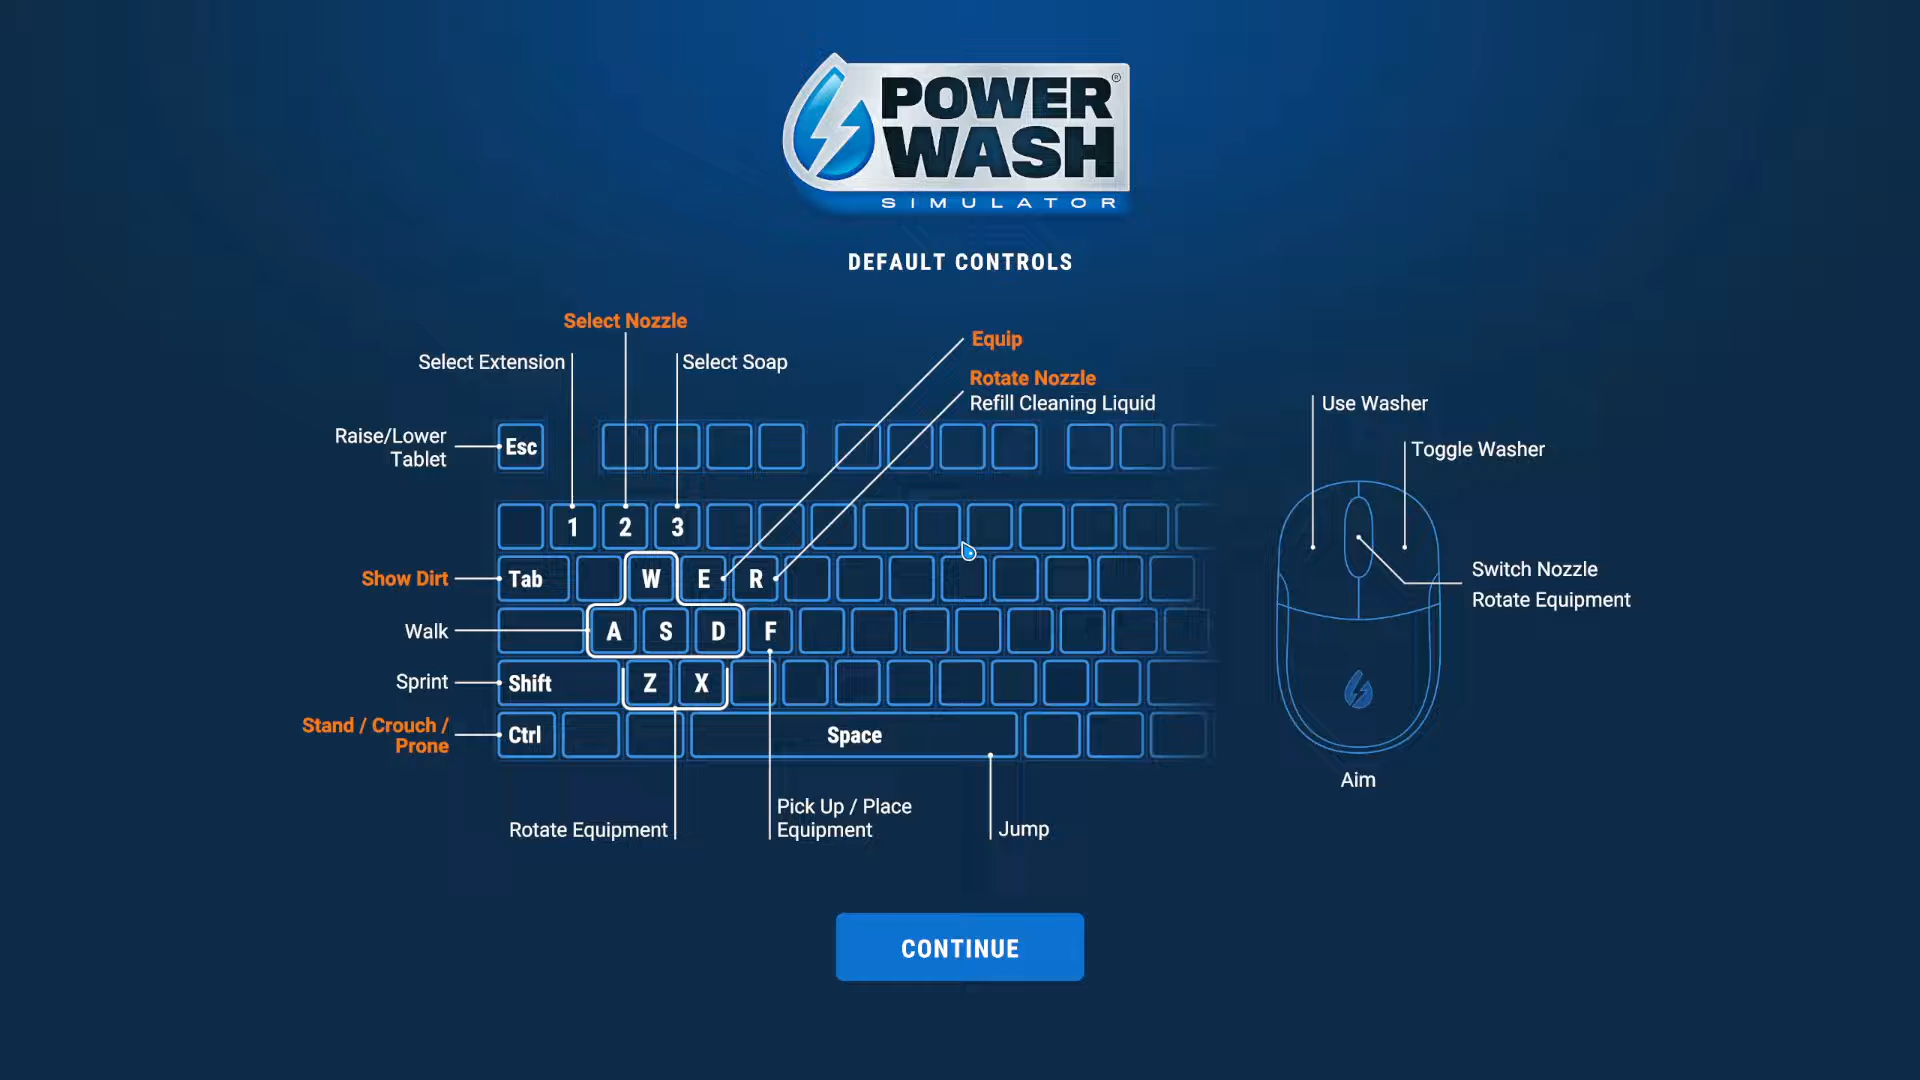 POWER®
WASH
SIMULATOR
DEFAULT CONTROLS
Select Nozzle
Select Extension
Select Soap
Equip
Rotate Nozzle
Refill Cleaning Liquid
Use Washer
Toggle Washer
Raise/Lower
Tablet
Esc
1 2 3
Show Dirt
Tab W E R
Switch Nozzle
Rotate Equipment
Walk
A S D F
Sprint
Shift Z X
Stand / Crouch /
Prone
Ctrl Space
Aim
Rotate Equipment
Pick Up / Place
Equipment
Jump
CONTINUE